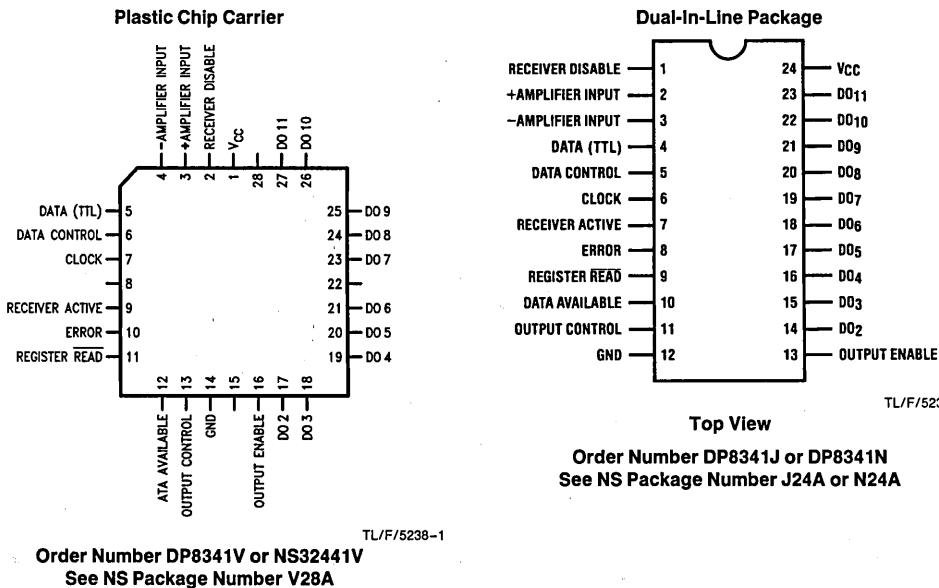 Plastic Chip Carrier
–AMPLIFIER INPUT
+AMPLIFIER INPUT
RECEIVER DISABLE
VCC
DO 11
DO 10
4 3 2 1 28 27 26
DATA (TTL) 5
DATA CONTROL 6
CLOCK 7
8
RECEIVER ACTIVE 9
ERROR 10
REGISTER READ 11
25 DO 9
24 DO 8
23 DO 7
22
21 DO 6
20 DO 5
19 DO 4
12 13 14 15 16 17 18
ATA AVAILABLE
OUTPUT CONTROL
GND
OUTPUT ENABLE
DO 2
DO 3
TL/F/5238–1
Order Number DP8341V or NS32441V
See NS Package Number V28A
Dual-In-Line Package
RECEIVER DISABLE 1 24 VCC
+AMPLIFIER INPUT 2 23 DO11
–AMPLIFIER INPUT 3 22 DO10
DATA (TTL) 4 21 DO9
DATA CONTROL 5 20 DO8
CLOCK 6 19 DO7
RECEIVER ACTIVE 7 18 DO6
ERROR 8 17 DO5
REGISTER READ 9 16 DO4
DATA AVAILABLE 10 15 DO3
OUTPUT CONTROL 11 14 DO2
GND 12 13 OUTPUT ENABLE
TL/F/523
Top View
Order Number DP8341J or DP8341N
See NS Package Number J24A or N24A